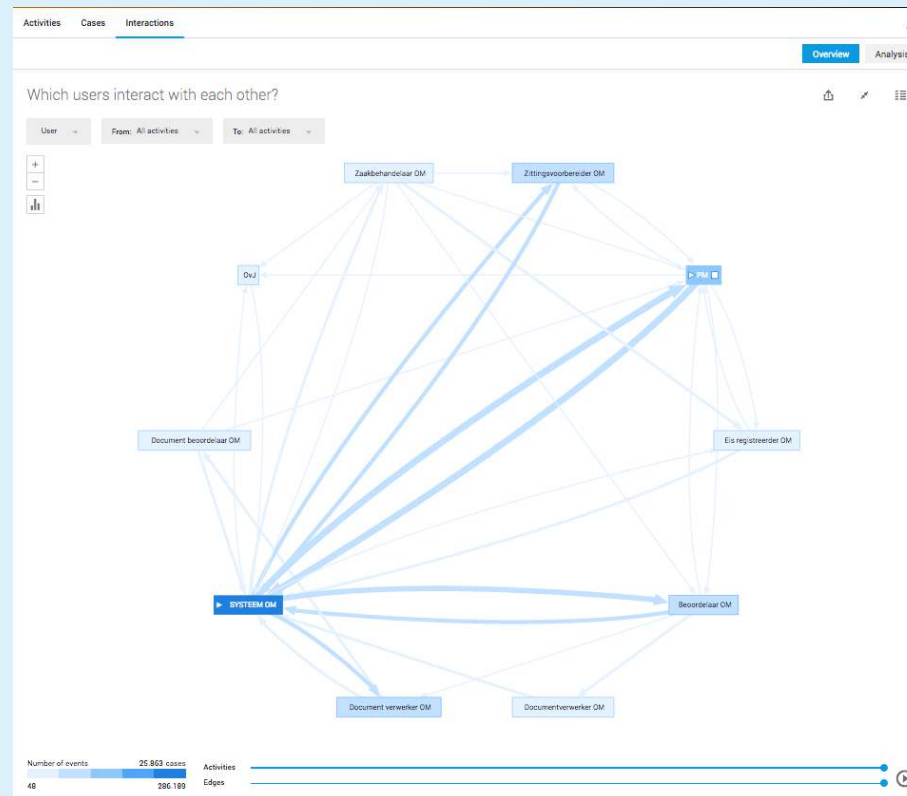 Activities Cases Interactions
Overview Analysis
Which users interact with each other?
User From: All activities To: All activities
Zaakbehandelaar OM Zittingsvoorbereider OM
OvJ PM
Document beoordelaar OM Eis registreerder OM
SYSTEEM OM Beoordelaar OM
Document verwerker OM Documentverwerker OM
Number of events 25.863 cases
48 286.189
Activities
Edges